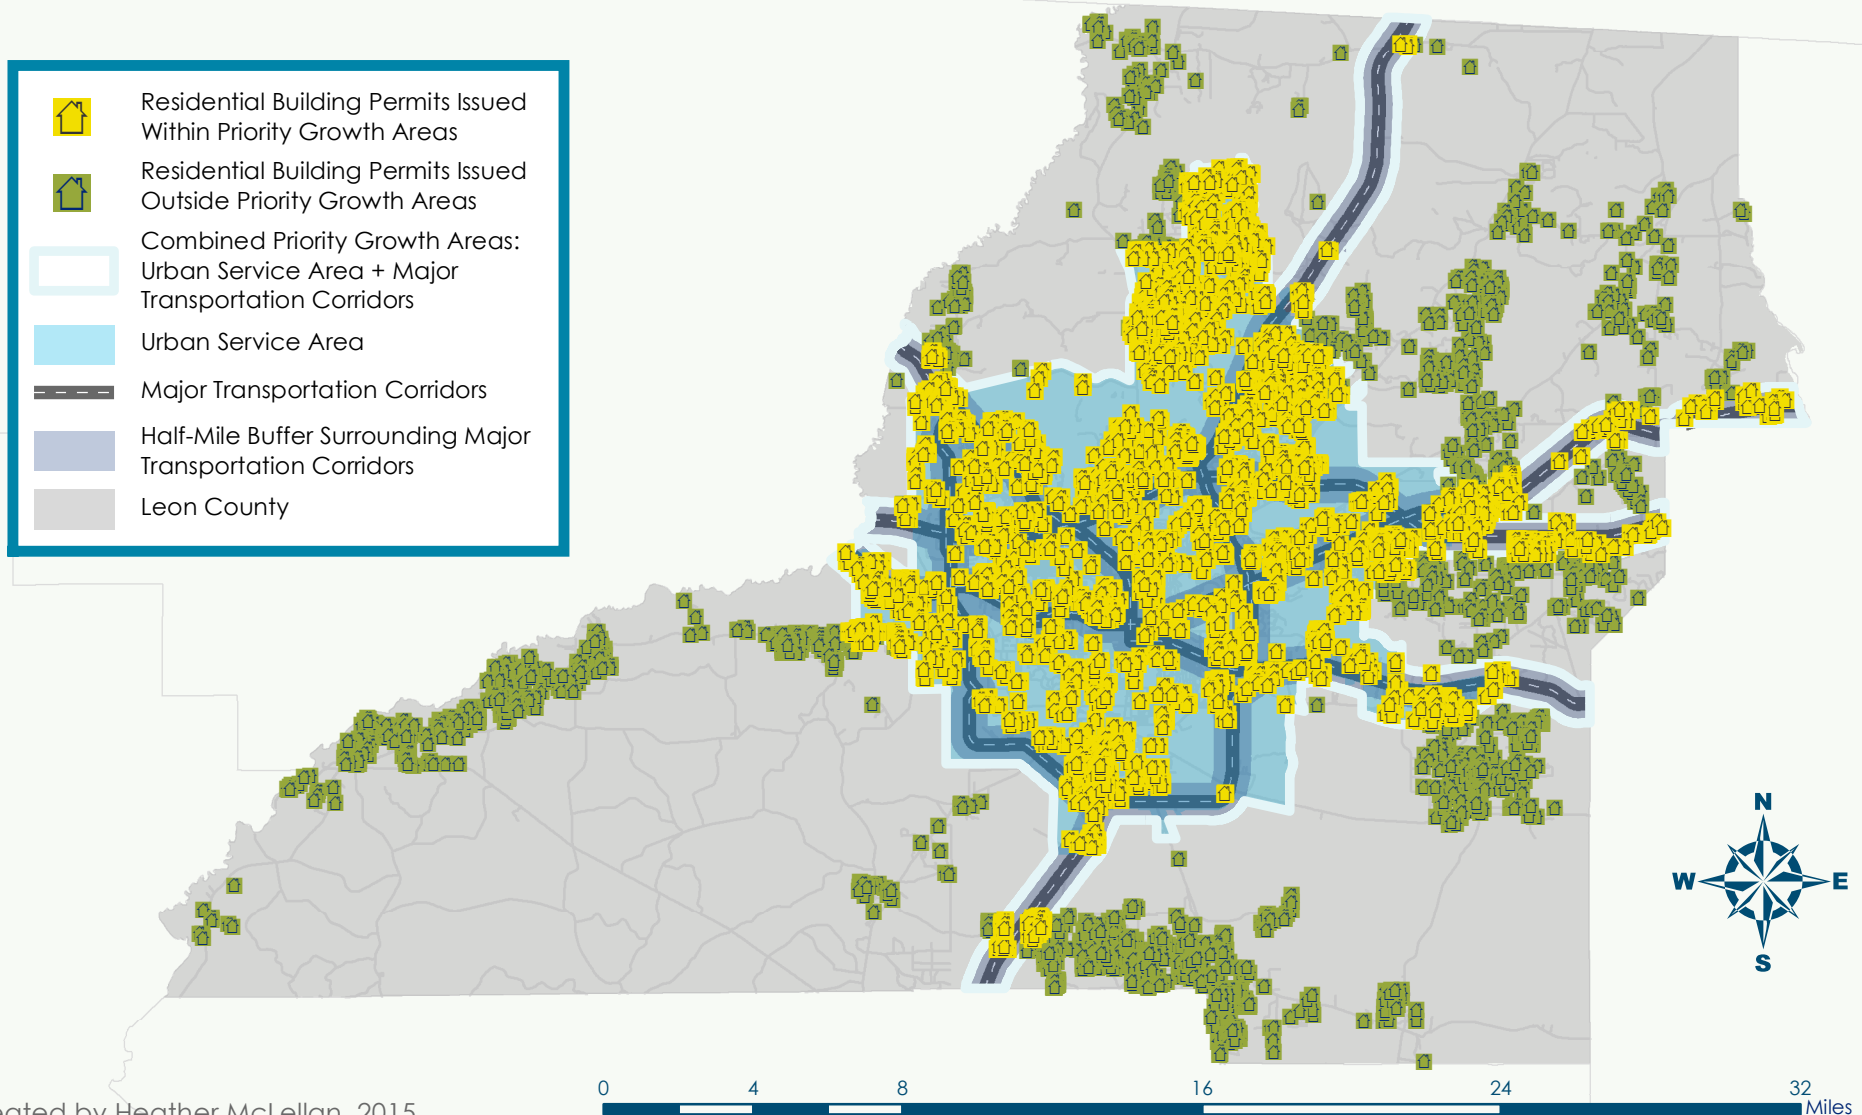 Residential Building Permits Issued
Within Priority Growth Areas
Residential Building Permits Issued
Outside Priority Growth Areas
Combined Priority Growth Areas:
Urban Service Area + Major
Transportation Corridors
Urban Service Area
Major Transportation Corridors
Half-Mile Buffer Surrounding Major
Transportation Corridors
Leon County
N
W E
S
0 4 8 16 24 32
Miles
eated by Heather McLellan, 2015